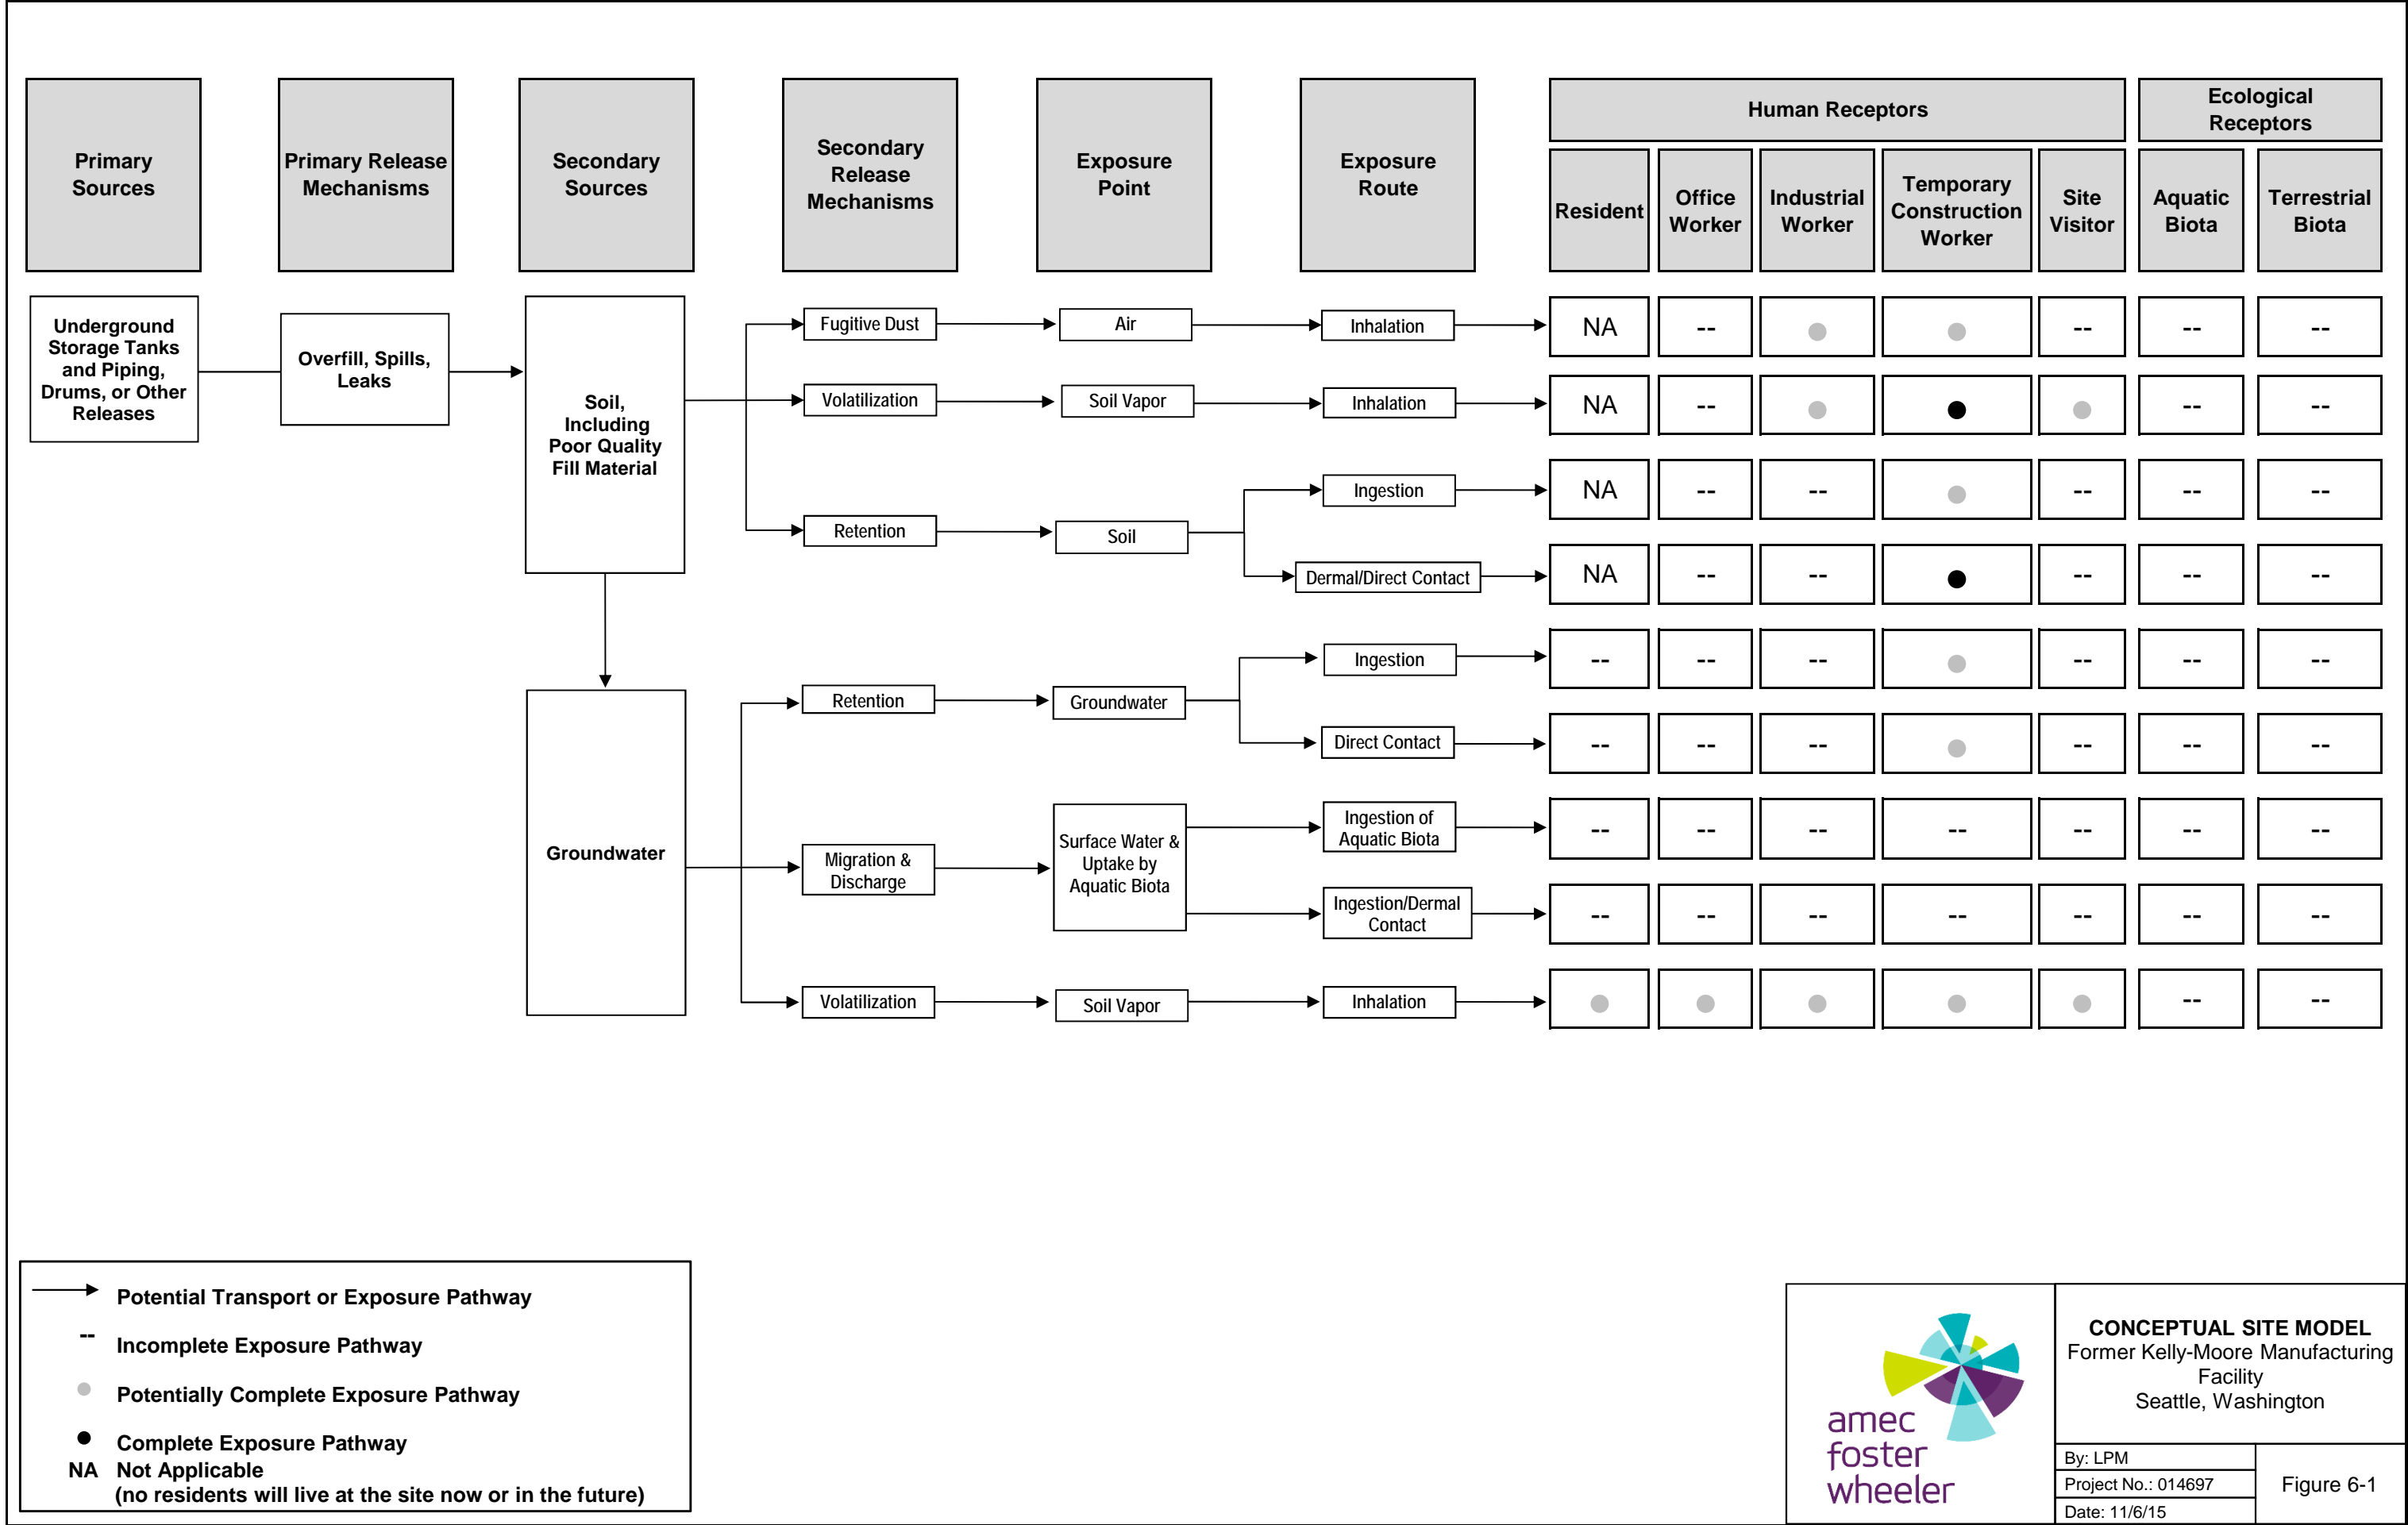 Primary
Sources
Primary Release
Mechanisms
Secondary
Sources
Secondary
Release
Mechanisms
Exposure
Point
Exposure
Route
Human Receptors
Ecological
Receptors
Resident
Office
Worker
Industrial
Worker
Temporary
Construction
Worker
Site
Visitor
Aquatic
Biota
Terrestrial
Biota
Underground
Storage Tanks
and Piping,
Drums, or Other
Releases
Overfill, Spills,
Leaks
Soil,
Including
Poor Quality
Fill Material
Fugitive Dust
Air
Inhalation
NA -- -- -- --
Volatilization
Soil Vapor
Inhalation
NA -- -- --
Retention
Soil
Ingestion
NA -- -- -- -- --
Dermal/Direct Contact
NA -- -- -- -- --
Groundwater
Retention
Groundwater
Ingestion
-- -- -- -- -- --
Direct Contact
-- -- -- -- -- --
Migration &
Discharge
Surface Water &
Uptake by
Aquatic Biota
Ingestion of
Aquatic Biota
-- -- -- -- -- -- --
Ingestion/Dermal
Contact
-- -- -- -- -- -- --
Volatilization
Soil Vapor
Inhalation
-- --
Potential Transport or Exposure Pathway
-- Incomplete Exposure Pathway
Potentially Complete Exposure Pathway
Complete Exposure Pathway
NA Not Applicable
(no residents will live at the site now or in the future)
amec
foster
wheeler
CONCEPTUAL SITE MODEL
Former Kelly-Moore Manufacturing
Facility
Seattle, Washington
By: LPM
Project No.: 014697
Date: 11/6/15
Figure 6-1